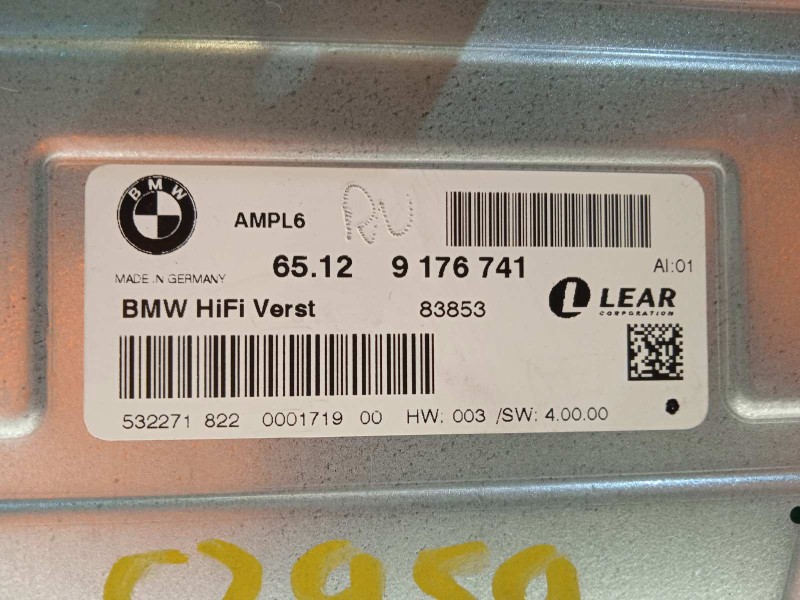 BMW
AMPL6 RU
65.12 9 176 741 AI:01
MADE IN GERMANY
BMW HiFi Verst 83853 LEAR
CORPORATION
532271 822 0001719 00 HW: 003 /SW: 4.00.00